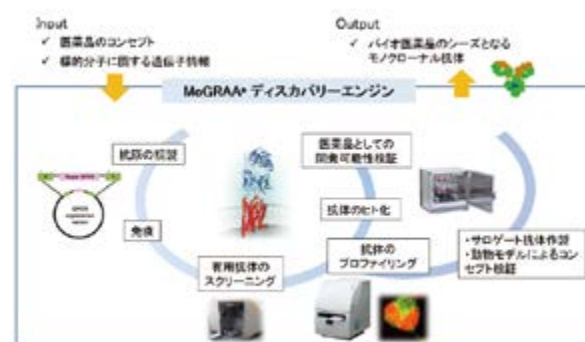 Input
✓ 医薬品のコンセプト
✓ 標的分子に関する遺伝子情報
Output
✓ バイオ医薬品のシーズとなる
モノクローナル抗体
MoGRAA® ディスカバリーエンジン
抗原の
免疫
有用抗体の
スクリーニング
医薬品としての
開発可能性検証
抗体のヒト化
抗体の
プロファイリング
・サロゲート抗体作製
・動物モデルによるコン
セプト検証